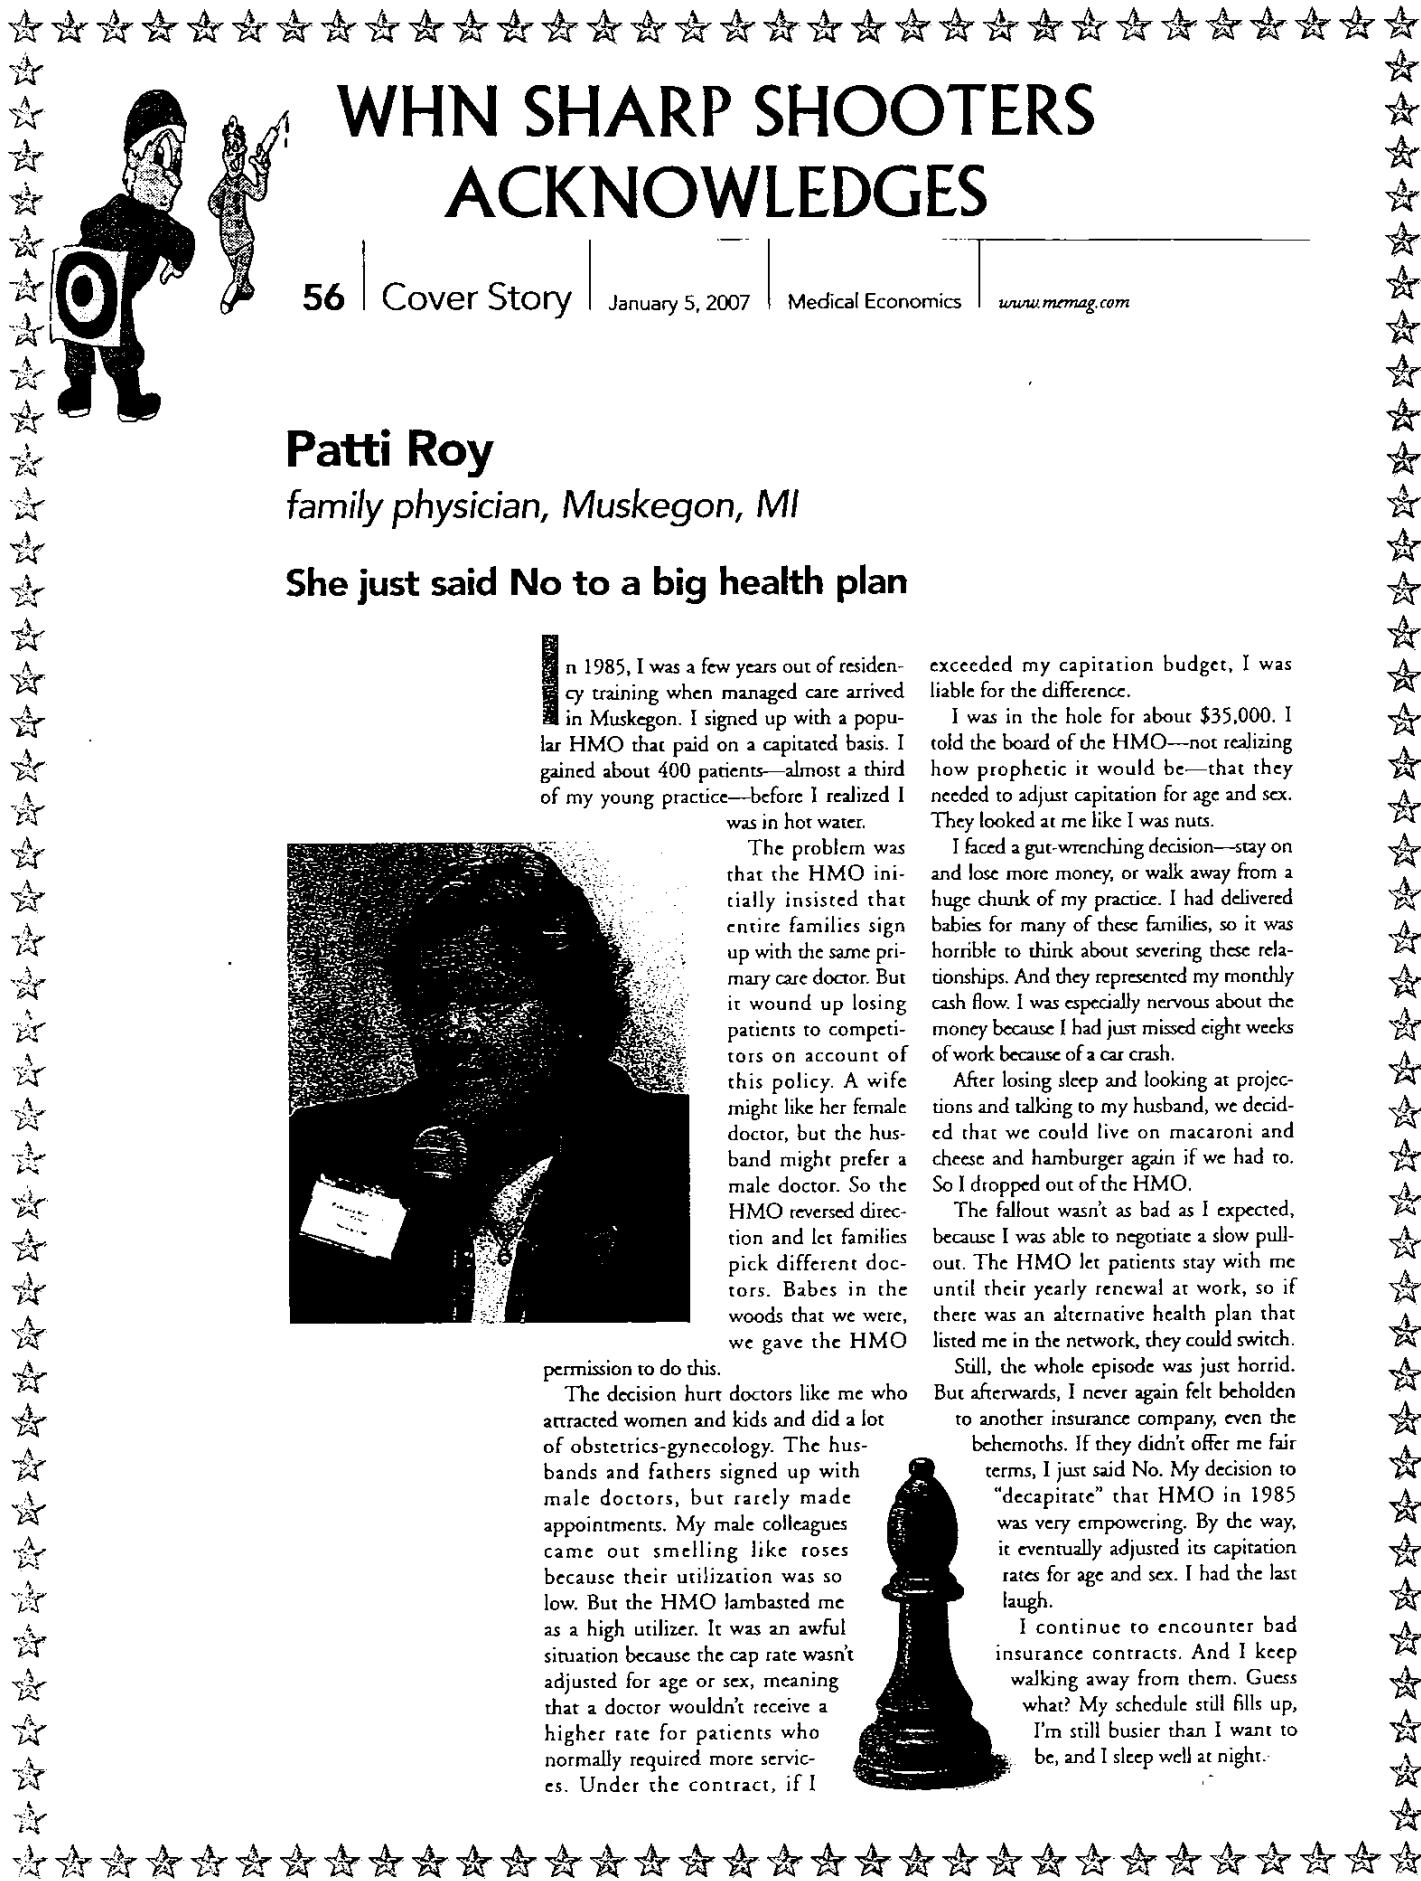 WHN SHARP SHOOTERS
ACKNOWLEDGES
56 Cover Story January 5, 2007 Medical Economics www.memag.com
Patti Roy
family physician, Muskegon, MI
She just said No to a big health plan
In 1985, I was a few years out of residen-
cy training when managed care arrived
in Muskegon. I signed up with a popu-
lar HMO that paid on a capitated basis. I
gained about 400 patients—almost a third
of my young practice—before I realized I
was in hot water.
The problem was
that the HMO ini-
tially insisted that
entire families sign
up with the same pri-
mary care doctor. But
it wound up losing
patients to competi-
tors on account of
this policy. A wife
might like her female
doctor, but the hus-
band might prefer a
male doctor. So the
HMO reversed direc-
tion and let families
pick different doc-
tors. Babes in the
woods that we were,
we gave the HMO
permission to do this.
The decision hurt doctors like me who
attracted women and kids and did a lot
of obstetrics-gynecology. The hus-
bands and fathers signed up with
male doctors, but rarely made
appointments. My male colleagues
came out smelling like roses
because their utilization was so
low. But the HMO lambasted me
as a high utilizer. It was an awful
situation because the cap rate wasn't
adjusted for age or sex, meaning
that a doctor wouldn't receive a
higher rate for patients who
normally required more servic-
es. Under the contract, if I
exceeded my capitation budget, I was
liable for the difference.
I was in the hole for about $35,000. I
told the board of the HMO—not realizing
how prophetic it would be—that they
needed to adjust capitation for age and sex.
They looked at me like I was nuts.
I faced a gut-wrenching decision—stay on
and lose more money, or walk away from a
huge chunk of my practice. I had delivered
babies for many of these families, so it was
horrible to think about severing these rela-
tionships. And they represented my monthly
cash flow. I was especially nervous about the
money because I had just missed eight weeks
of work because of a car crash.
After losing sleep and looking at projec-
tions and talking to my husband, we decid-
ed that we could live on macaroni and
cheese and hamburger again if we had to.
So I dropped out of the HMO.
The fallout wasn't as bad as I expected,
because I was able to negotiate a slow pull-
out. The HMO let patients stay with me
until their yearly renewal at work, so if
there was an alternative health plan that
listed me in the network, they could switch.
Still, the whole episode was just horrid.
But afterwards, I never again felt beholden
to another insurance company, even the
behemoths. If they didn't offer me fair
terms, I just said No. My decision to
"decapitate" that HMO in 1985
was very empowering. By the way,
it eventually adjusted its capitation
rates for age and sex. I had the last
laugh.
I continue to encounter bad
insurance contracts. And I keep
walking away from them. Guess
what? My schedule still fills up,
I'm still busier than I want to
be, and I sleep well at night.